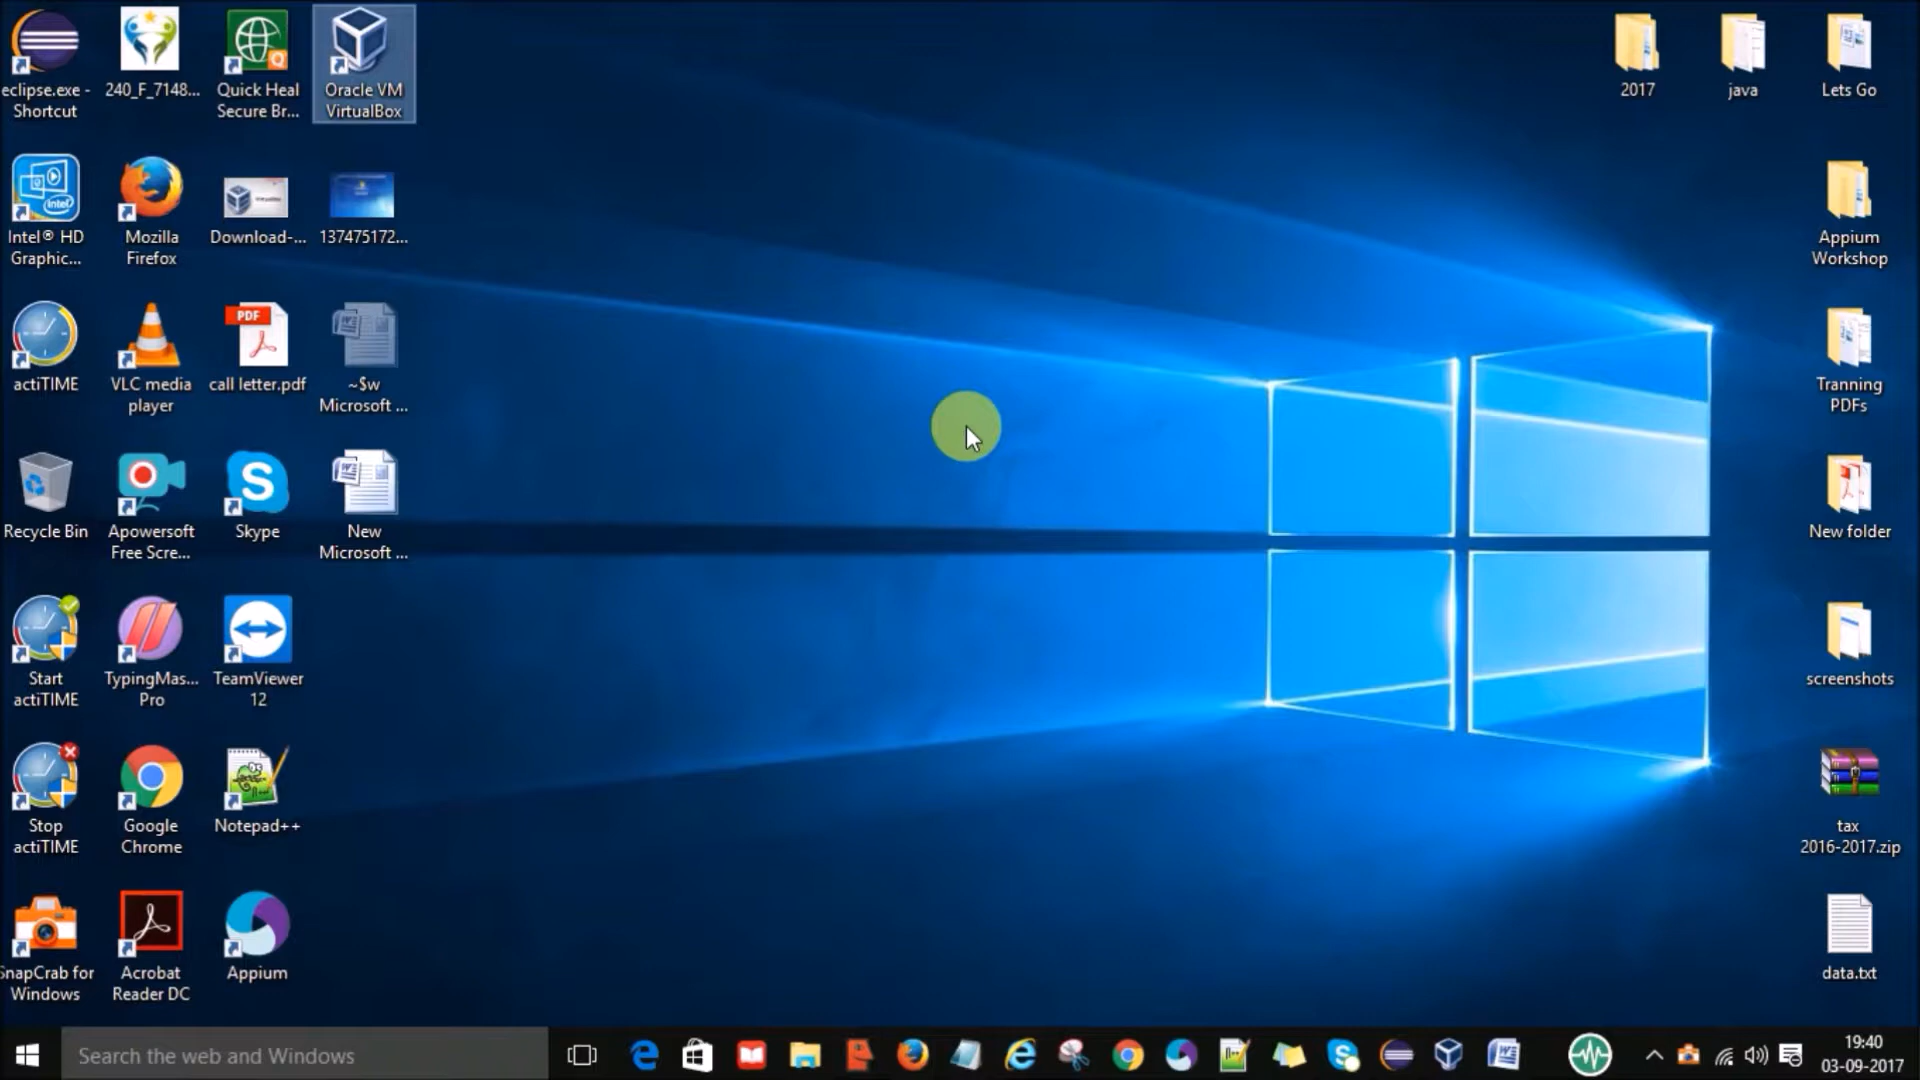 eclipse.exe -
Shortcut
240_F_7148...
Quick Heal
Secure Br...
Oracle VM
VirtualBox
2017
java
Lets Go
Intel® HD
Graphic...
Mozilla
Firefox
Download-...
137475172...
Appium
Workshop
actiTIME
VLC media
player
PDF
call letter.pdf
~$w
Microsoft ...
Tranning
PDFs
Recycle Bin
Apowersoft
Free Scre...
Skype
New
Microsoft ...
New folder
Start
actiTIME
TypingMas...
Pro
TeamViewer
12
screenshots
Stop
actiTIME
Google
Chrome
Notepad++
tax
2016-2017.zip
SnapCrab for
Windows
Acrobat
Reader DC
Appium
data.txt
Search the web and Windows
19:40
03-09-2017